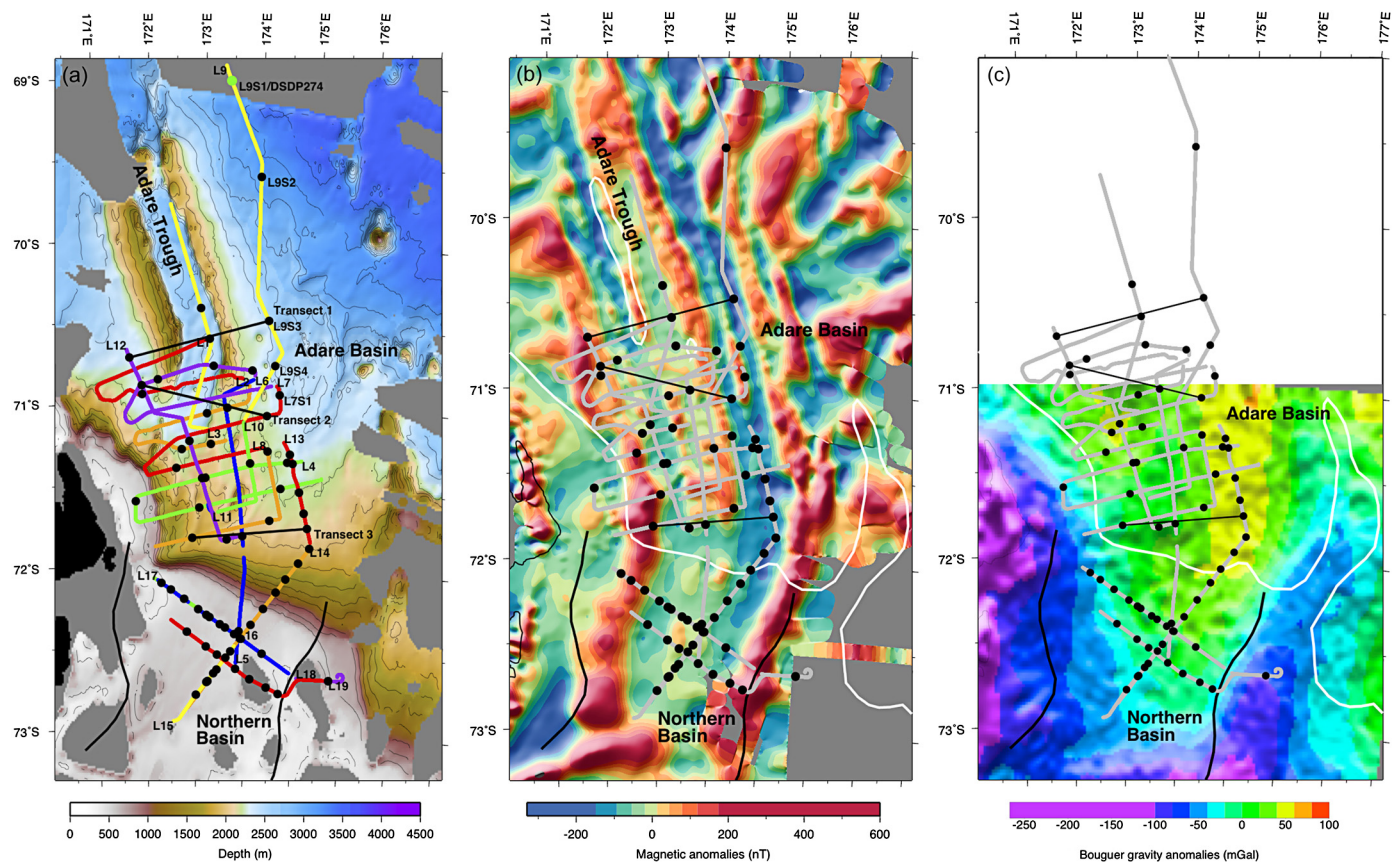 171˚E 172˚E 173˚E 174˚E 175˚E 176˚E
171˚E 172˚E 173˚E 174˚E 175˚E 176˚E
171˚E 172˚E 173˚E 174˚E 175˚E 176˚E 177˚E
(a)
L9
L9S1/DSDP274
69˚S
L9S2
Adare Trough
70˚S
Transect 1
L9S3
L12
L1
Adare Basin
L9S4
L2
L6
L7
L7S1
71˚S
Transect 2
L10
L3
L13
L8
L4
L11
Transect 3
L14
72˚S
L17
L16
L5
L18
L19
L15
Northern
Basin
73˚S
0 500 1000 1500 2000 2500 3000 3500 4000 4500
Depth (m)
(b)
Adare Trough
70˚S
Adare Basin
71˚S
72˚S
Northern
Basin
73˚S
-200 0 200 400 600
Magnetic anomalies (nT)
(c)
70˚S
71˚S
Adare Basin
72˚S
Northern
Basin
73˚S
-250 -200 -150 -100 -50 0 50 100
Bouguer gravity anomalies (mGal)